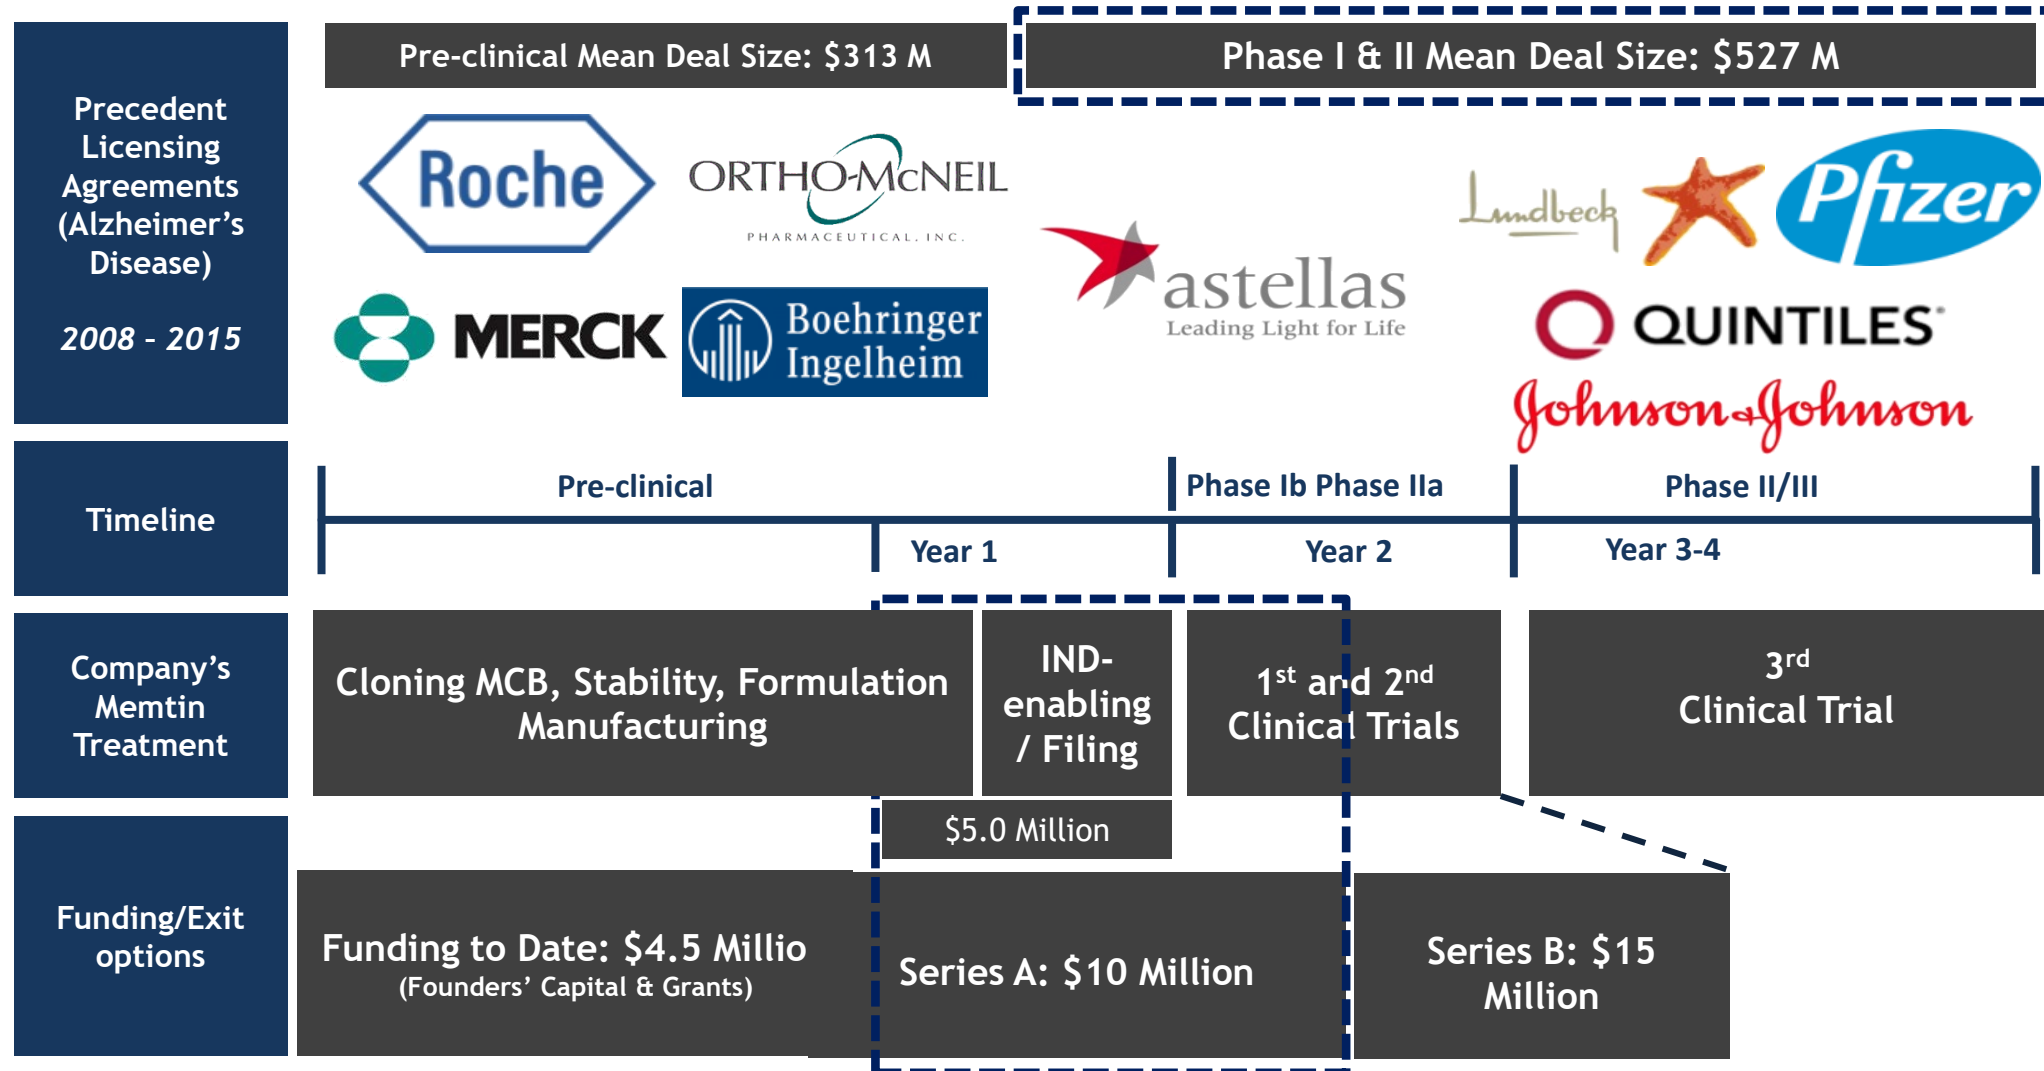 Precedent
Licensing
Agreements
(Alzheimer’s
Disease)
2008 – 2015
Pre-clinical Mean Deal Size: $313 M
Phase I & II Mean Deal Size: $527 M
Roche
ORTHO-McNEIL
PHARMACEUTICAL, INC.
MERCK
Boehringer
Ingelheim
astellas
Leading Light for Life
Lundbeck
Pfizer
QUINTILES
Johnson & Johnson
Timeline
Pre-clinical
Phase Ib Phase IIa
Phase II/III
Year 1
Year 2
Year 3-4
Company’s
Memtin
Treatment
Cloning MCB, Stability, Formulation
Manufacturing
IND-
enabling
/ Filing
1st and 2nd
Clinical Trials
3rd
Clinical Trial
Funding/Exit
options
$5.0 Million
Funding to Date: $4.5 Millio
(Founders’ Capital & Grants)
Series A: $10 Million
Series B: $15
Million